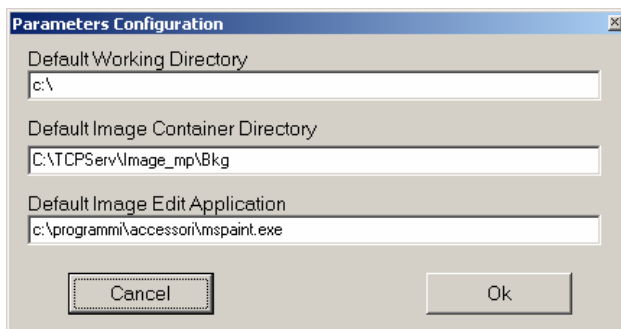 Parameters Configuration
Default Working Directory
c:\
Default Image Container Directory
C:\TCPServ\Image_mp\Bkg
Default Image Edit Application
c:\programmi\accessori\mspaint.exe
Cancel Ok